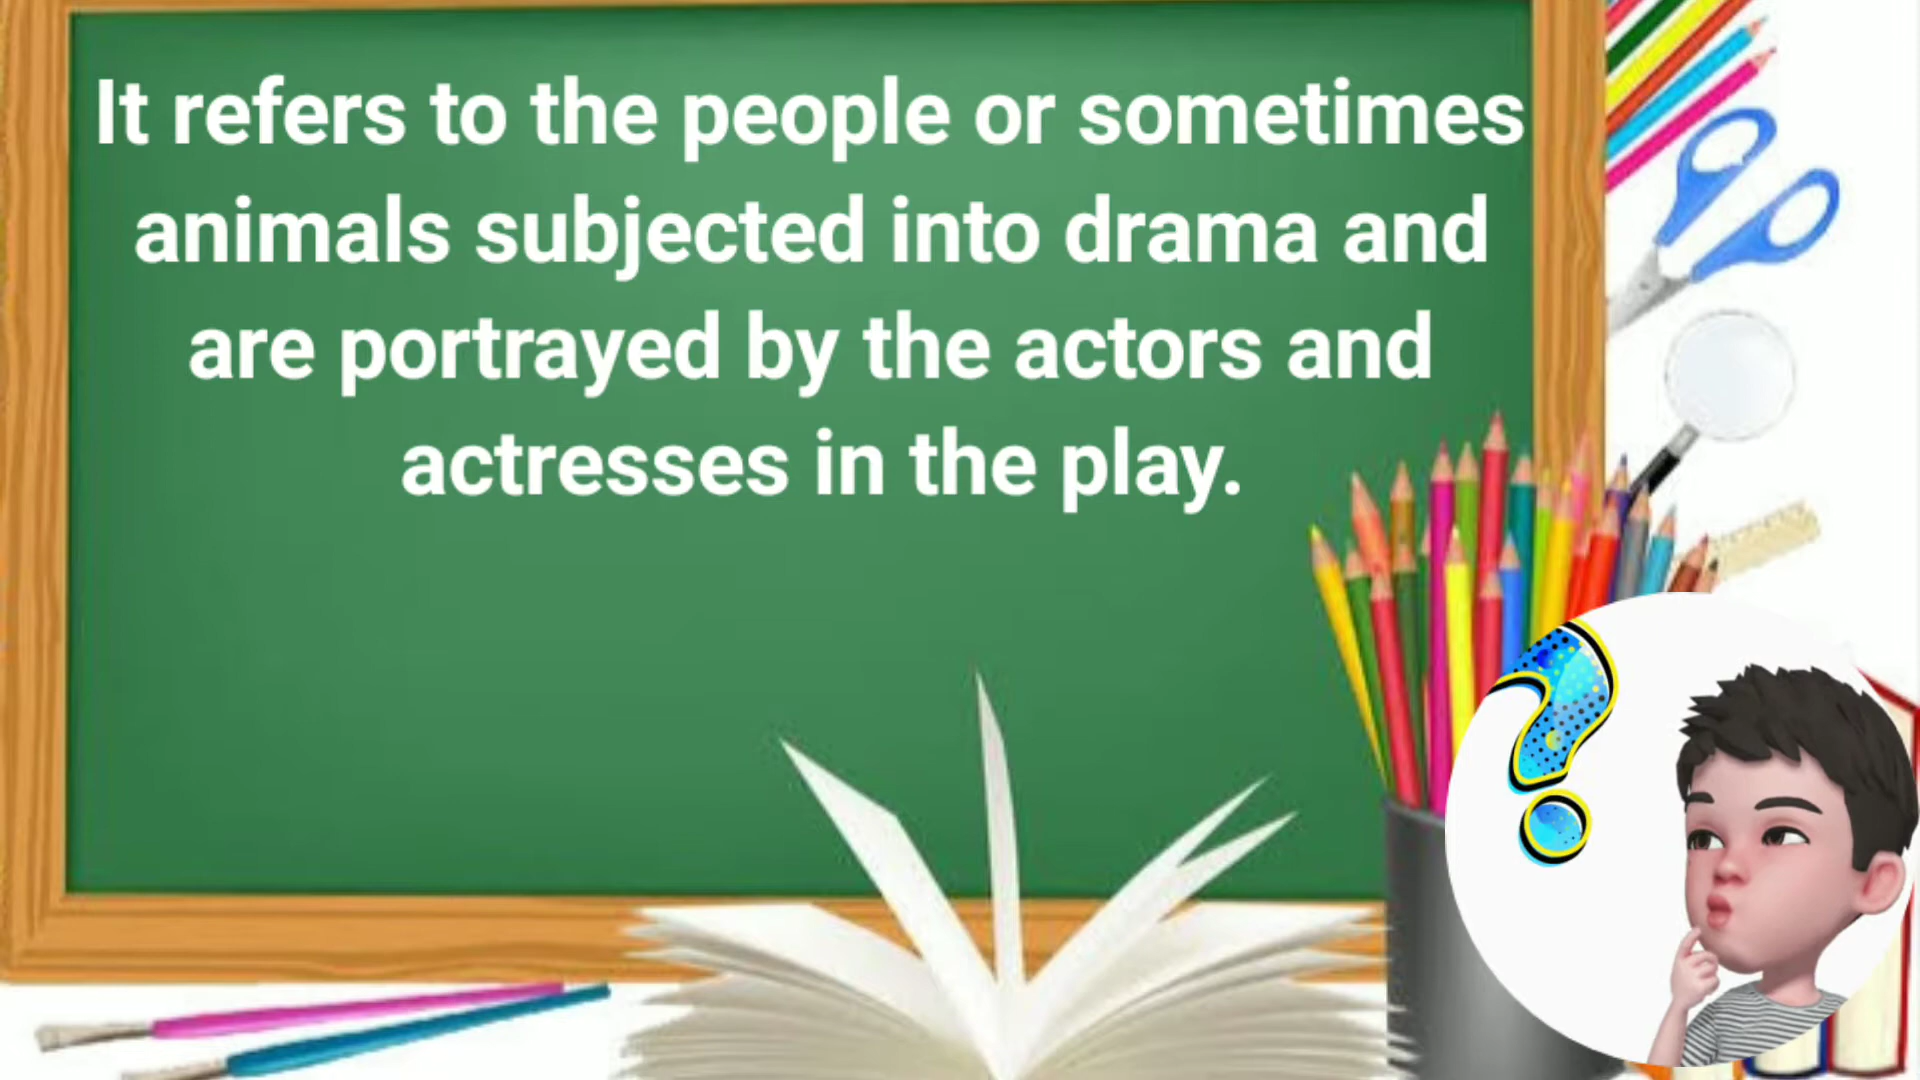 It refers to the people or sometimes
animals subjected into drama and
are portrayed by the actors and
actresses in the play.